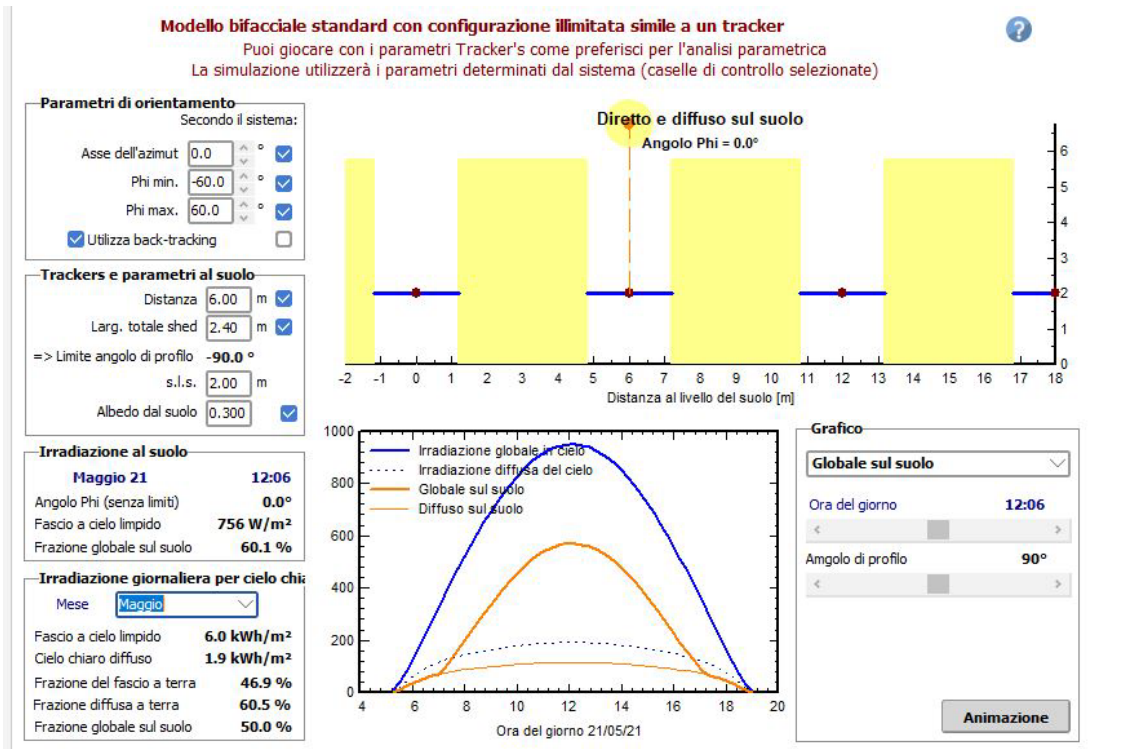 Modello bifacciale standard con configurazione illimitata simile a un tracker
Puoi giocare con i parametri Tracker's come preferisci per l'analisi parametrica
La simulazione utilizzerà i parametri determinati dal sistema (caselle di controllo selezionate)
?
Parametri di orientamento
Secondo il sistema:
Asse dell'azimut 0.0 °
Phi min. -60.0 °
Phi max. 60.0 °
Utilizza back-tracking
Trackers e parametri al suolo
Distanza 6.00 m
Larg. totale shed 2.40 m
=> Limite angolo di profilo -90.0 °
s.l.s. 2.00 m
Albedo dal suolo 0.300
Irradiazione al suolo
Maggio 21 12:06
Angolo Phi (senza limiti) 0.0°
Fascio a cielo limpido 756 W/m²
Frazione globale sul suolo 60.1 %
Irradiazione giornaliera per cielo chia
Mese Maggio
Fascio a cielo limpido 6.0 kWh/m²
Cielo chiaro diffuso 1.9 kWh/m²
Frazione del fascio a terra 46.9 %
Frazione diffusa a terra 60.5 %
Frazione globale sul suolo 50.0 %
Diretto e diffuso sul suolo
Angolo Phi = 0.0°
6
5
4
3
2
1
0
-2 -1 0 1 2 3 4 5 6 7 8 9 10 11 12 13 14 15 16 17 18
Distanza al livello del suolo [m]
1000
800
600
400
200
0
Irradiazione globale in cielo
Irradiazione diffusa del cielo
Globale sul suolo
Diffuso sul suolo
4 6 8 10 12 14 16 18 20
Ora del giorno 21/05/21
Grafico
Globale sul suolo
Ora del giorno 12:06
Amgolo di profilo 90°
Animazione